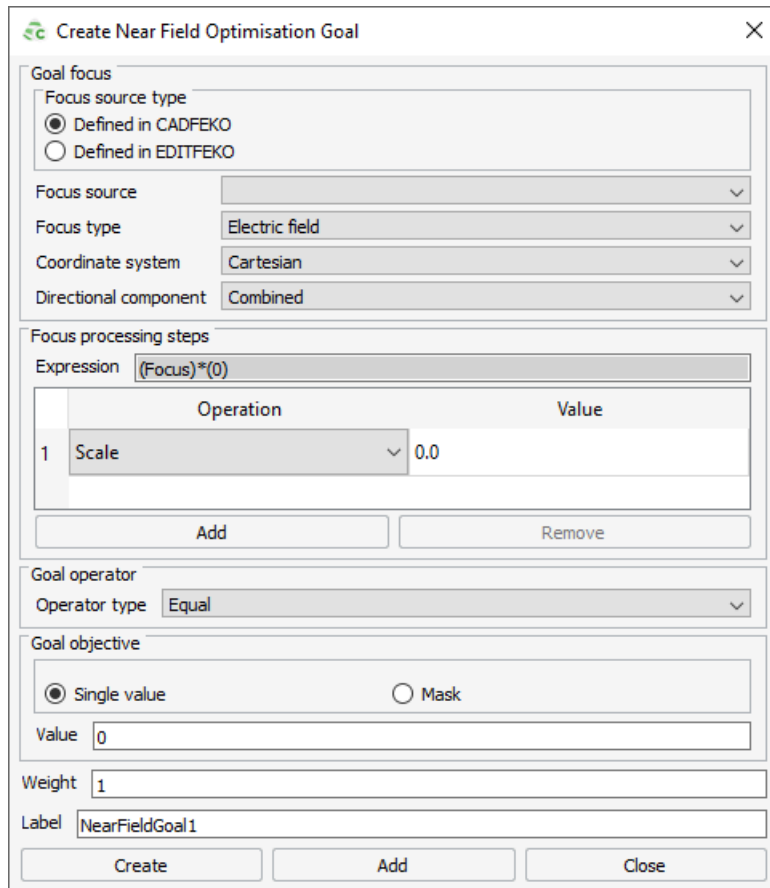 Create Near Field Optimisation Goal
Goal focus
Focus source type
Defined in CADFEKO
Defined in EDITFEKO
Focus source
Focus type Electric field
Coordinate system Cartesian
Directional component Combined
Focus processing steps
Expression (Focus)*(0)
Operation Value
1 Scale 0.0
Add Remove
Goal operator
Operator type Equal
Goal objective
Single value Mask
Value 0
Weight 1
Label NearFieldGoal1
Create Add Close